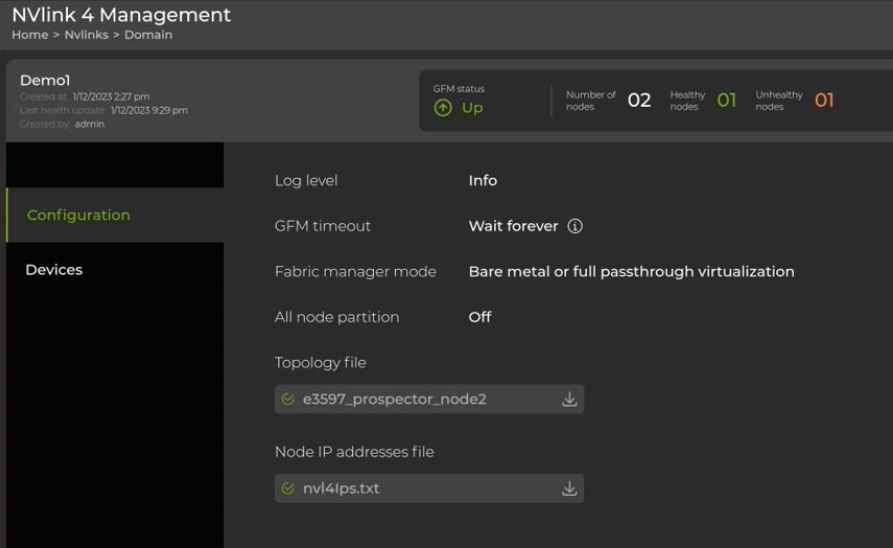 NVlink 4 Management
Home > Nvlinks > Domain
Demo1
Created at: 1/12/2023 2:27 pm
Last health update: 1/12/2023 9:29 pm
Created by: admin
GFM status
Up
Number of nodes 02
Healthy nodes 01
Unhealthy nodes 01
Configuration
Devices
Log level Info
GFM timeout Wait forever
Fabric manager mode Bare metal or full passthrough virtualization
All node partition Off
Topology file
e3597_prospector_node2
Node IP addresses file
nvl4Ips.txt